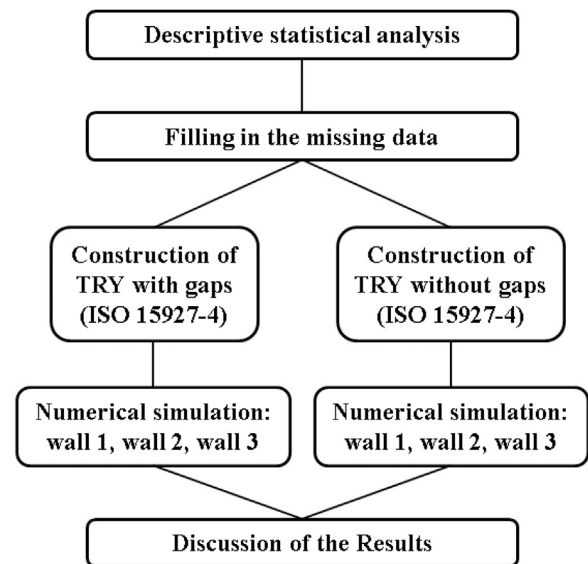 Descriptive statistical analysis
Filling in the missing data
Construction of
TRY with gaps
(ISO 15927-4)
Construction of
TRY without gaps
(ISO 15927-4)
Numerical simulation:
wall 1, wall 2, wall 3
Numerical simulation:
wall 1, wall 2, wall 3
Discussion of the Results